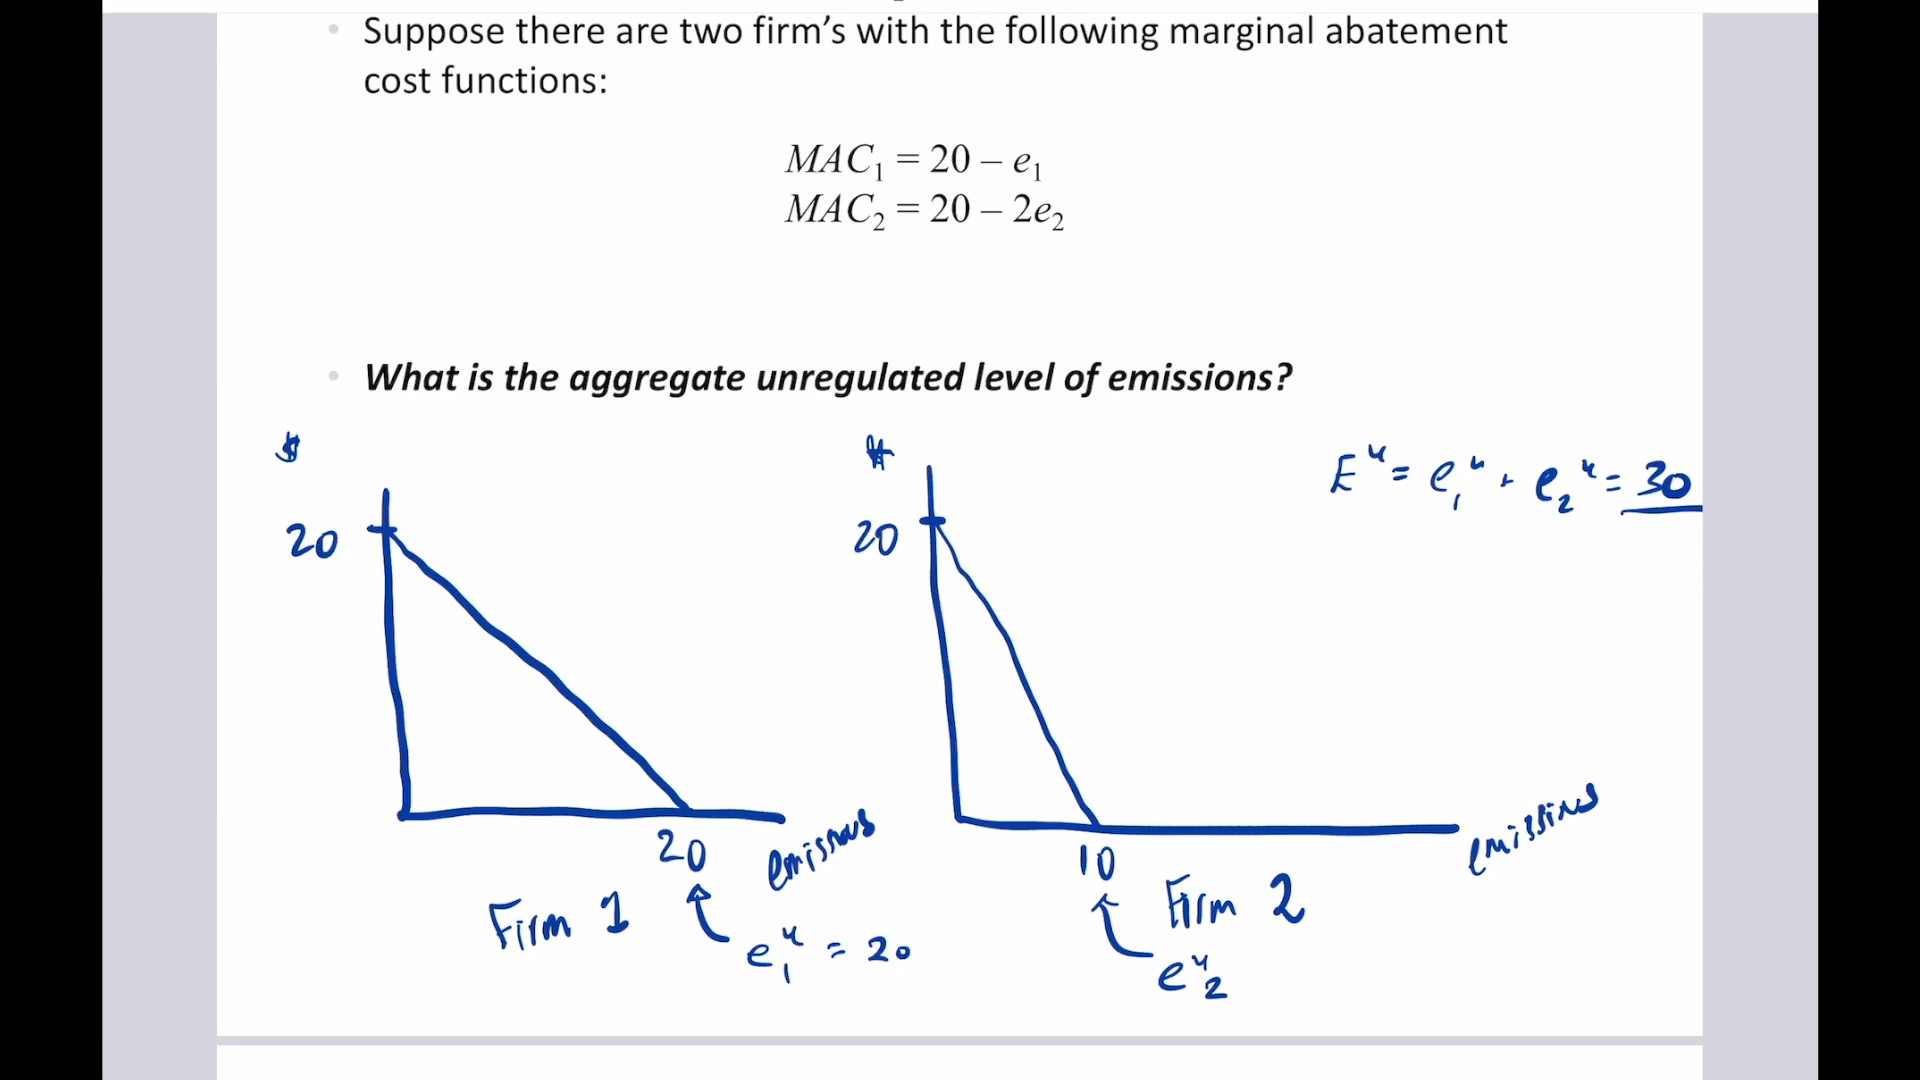 • Suppose there are two firm’s with the following marginal abatement
cost functions:
MAC₁ = 20 – e₁
MAC₂ = 20 – 2e₂
• What is the aggregate unregulated level of emissions?
$
$
Eᵘ = e₁ᵘ + e₂ᵘ = 30
20
20
20
emissions
10
emissions
Firm 1
e₁ᵘ = 20
Firm 2
e₂ᵘ